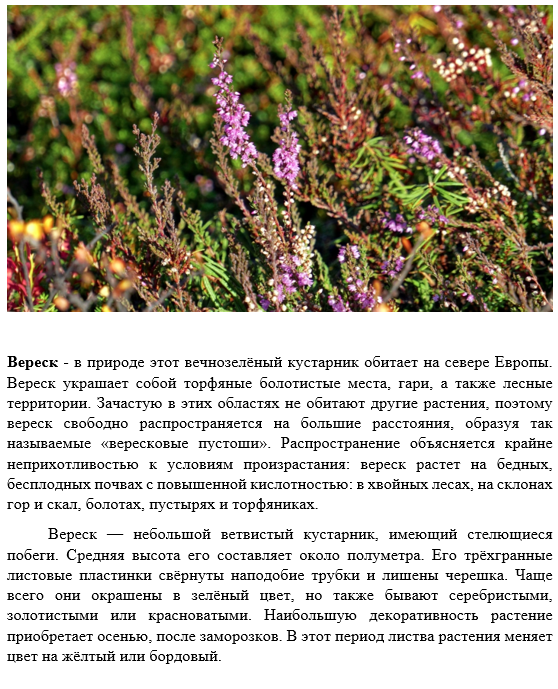 Вереск - в природе этот вечнозелёный кустарник обитает на севере Европы.
Вереск украшает собой торфяные болотистые места, гари, а также лесные
территории. Зачастую в этих областях не обитают другие растения, поэтому
вереск свободно распространяется на большие расстояния, образуя так
называемые «вересковые пустоши». Распространение объясняется крайне
неприхотливостью к условиям произрастания: вереск растет на бедных,
бесплодных почвах с повышенной кислотностью: в хвойных лесах, на склонах
гор и скал, болотах, пустырях и торфяниках.
Вереск — небольшой ветвистый кустарник, имеющий стелющиеся
побеги. Средняя высота его составляет около полуметра. Его трёхгранные
листовые пластинки свёрнуты наподобие трубки и лишены черешка. Чаще
всего они окрашены в зелёный цвет, но также бывают серебристыми,
золотистыми или красноватыми. Наибольшую декоративность растение
приобретает осенью, после заморозков. В этот период листва растения меняет
цвет на жёлтый или бордовый.